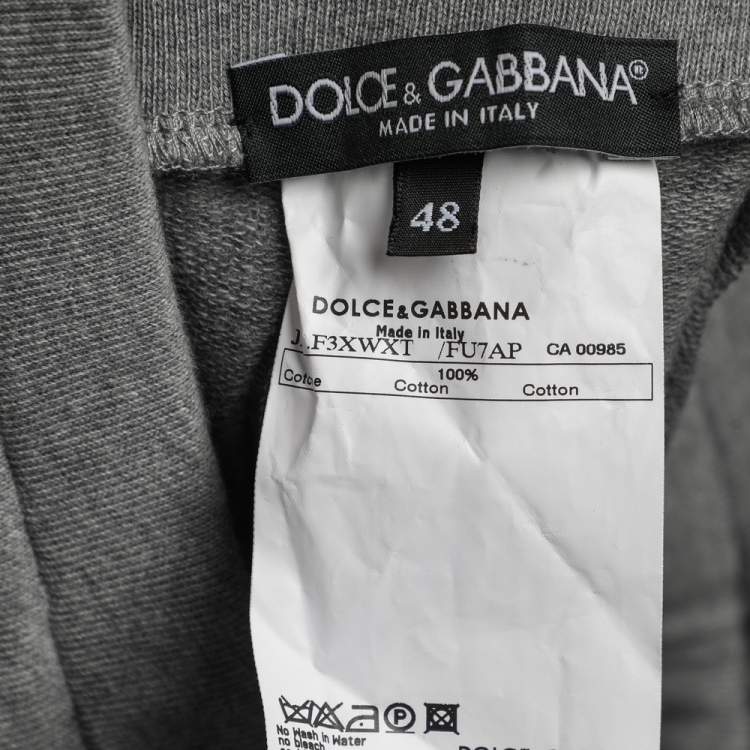 DOLCE & GABBANA®
MADE IN ITALY
48
DOLCE&GABBANA
Made in Italy
J..F3XWXT /FU7AP CA 00985
100%
Cotone Cotton Cotton
P
No Wash in Water
no bleach